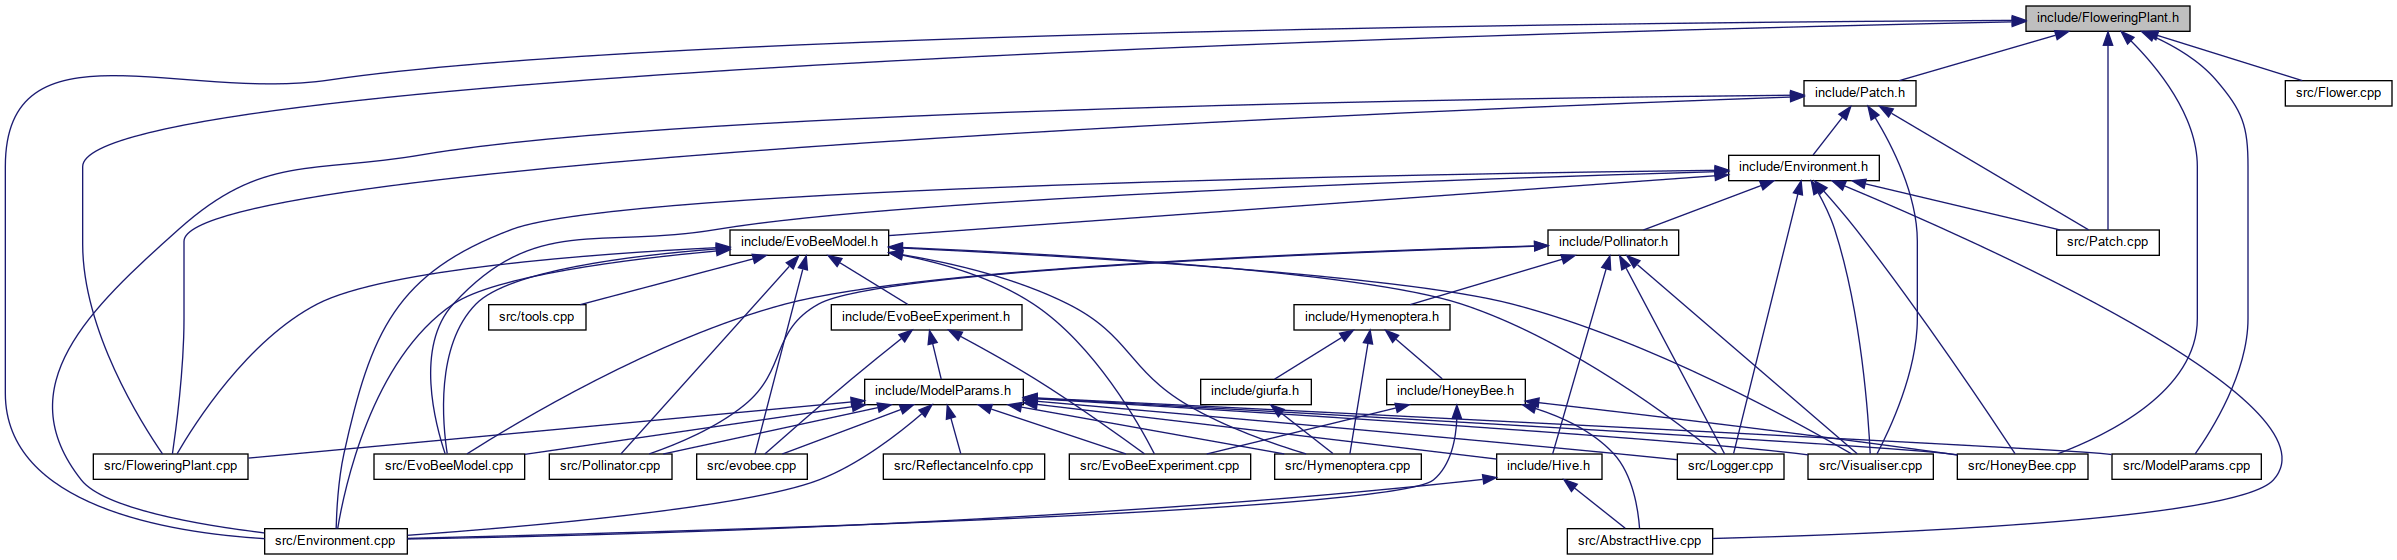 include/FloweringPlant.h
include/Patch.h
src/Flower.cpp
include/Environment.h
include/EvoBeeModel.h
include/Pollinator.h
src/Patch.cpp
src/tools.cpp
include/EvoBeeExperiment.h
include/Hymenoptera.h
include/ModelParams.h
include/giurfa.h
include/HoneyBee.h
src/FloweringPlant.cpp
src/EvoBeeModel.cpp
src/Pollinator.cpp
src/evobee.cpp
src/ReflectanceInfo.cpp
src/EvoBeeExperiment.cpp
src/Hymenoptera.cpp
include/Hive.h
src/Logger.cpp
src/Visualiser.cpp
src/HoneyBee.cpp
src/ModelParams.cpp
src/Environment.cpp
src/AbstractHive.cpp